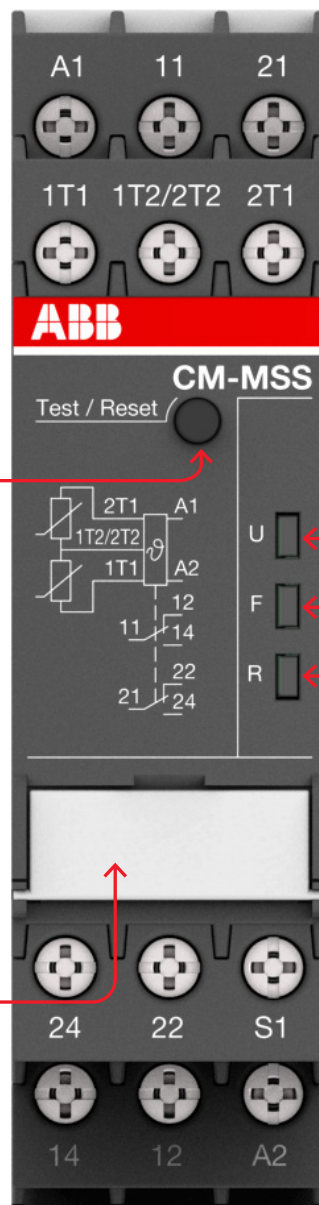 A1 11 21
1T1 1T2/2T2 2T1
ABB
CM-MSS
Test / Reset
2T1 A1
1T2/2T2 ϑ
1T1 A2
12
11 14
22
21 24
U
F
R
24 22 S1
14 12 A2